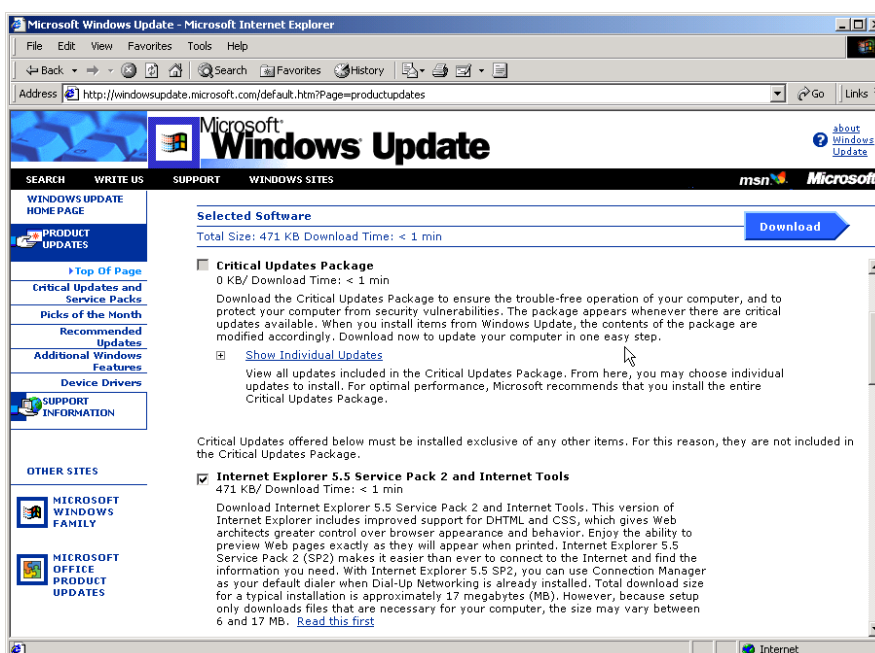 Microsoft Windows Update - Microsoft Internet Explorer
File Edit View Favorites Tools Help
Back Search Favorites History
Address http://windowsupdate.microsoft.com/default.htm?Page=productupdates Go Links
Microsoft
Windows Update
about
Windows
Update
SEARCH WRITE US SUPPORT WINDOWS SITES
msn Microsoft
WINDOWS UPDATE
HOME PAGE
PRODUCT
UPDATES
Top Of Page
Critical Updates and
Service Packs
Picks of the Month
Recommended
Updates
Additional Windows
Features
Device Drivers
SUPPORT
INFORMATION
OTHER SITES
MICROSOFT
WINDOWS
FAMILY
MICROSOFT
OFFICE
PRODUCT
UPDATES
Selected Software
Total Size: 471 KB Download Time: < 1 min
Download
Critical Updates Package
0 KB/ Download Time: < 1 min
Download the Critical Updates Package to ensure the trouble-free operation of your computer, and to
protect your computer from security vulnerabilities. The package appears whenever there are critical
updates available. When you install items from Windows Update, the contents of the package are
modified accordingly. Download now to update your computer in one easy step.
Show Individual Updates
View all updates included in the Critical Updates Package. From here, you may choose individual
updates to install. For optimal performance, Microsoft recommends that you install the entire
Critical Updates Package.
Critical Updates offered below must be installed exclusive of any other items. For this reason, they are not included in
the Critical Updates Package.
Internet Explorer 5.5 Service Pack 2 and Internet Tools
471 KB/ Download Time: < 1 min
Download Internet Explorer 5.5 Service Pack 2 and Internet Tools. This version of
Internet Explorer includes improved support for DHTML and CSS, which gives Web
architects greater control over browser appearance and behavior. Enjoy the ability to
preview Web pages exactly as they will appear when printed. Internet Explorer 5.5
Service Pack 2 (SP2) makes it easier than ever to connect to the Internet and find the
information you need. With Internet Explorer 5.5 SP2, you can use Connection Manager
as your default dialer when Dial-Up Networking is already installed. Total download size
for a typical installation is approximately 17 megabytes (MB). However, because setup
only downloads files that are necessary for your computer, the size may vary between
6 and 17 MB. Read this first
Internet